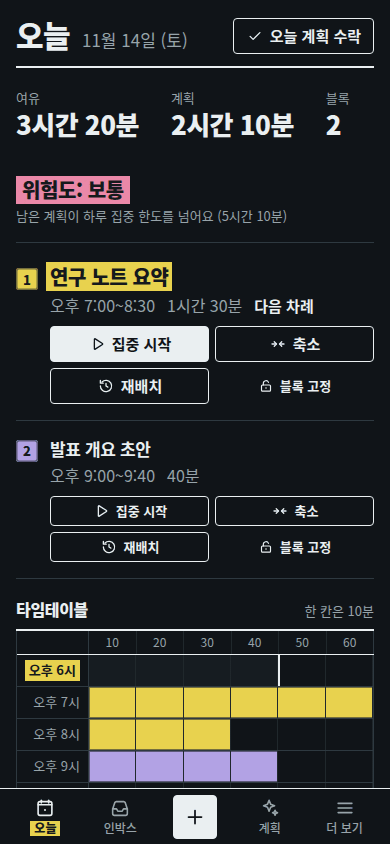 오늘 11월 14일 (토) 오늘 계획 수락
여유 계획 블록
3시간 20분 2시간 10분 2
위험도: 보통
남은 계획이 하루 집중 한도를 넘어요 (5시간 10분)
1 연구 노트 요약
오후 7:00~8:30 1시간 30분 다음 차례
집중 시작 축소
재배치 블록 고정
2 발표 개요 초안
오후 9:00~9:40 40분
집중 시작 축소
재배치 블록 고정
타임테이블 한 칸은 10분
10 20 30 40 50 60
오후 6시
오후 7시
오후 8시
오후 9시
오늘 인박스 계획 더 보기